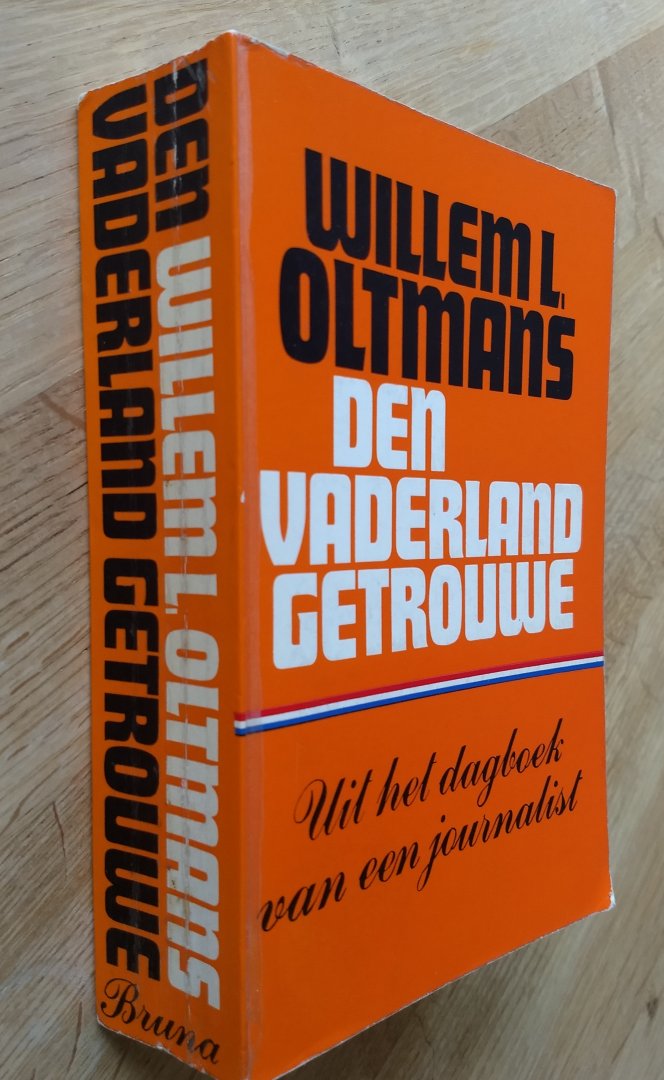 DEN
VADERLAND GETROUWE
WILLEM L. OLTMANS
Bruna
WILLEM L.
OLTMANS
DEN
VADERLAND
GETROUWE
Uit het dagboek
van een journalist